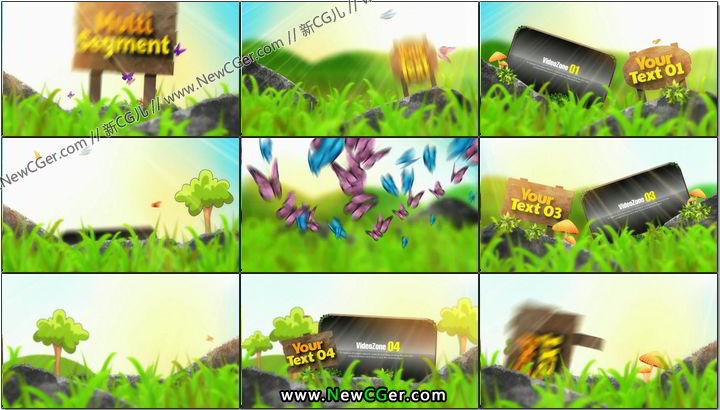 Multi
Segment
www.NewCGer.com // 新CG儿 // www.NewCGer.com // 新CG儿 //
VideoZone 01
Your
Text 01
Your
Text 03
VideoZone 03
Your
Text 04
VideoZone 04
www.NewCGer.com